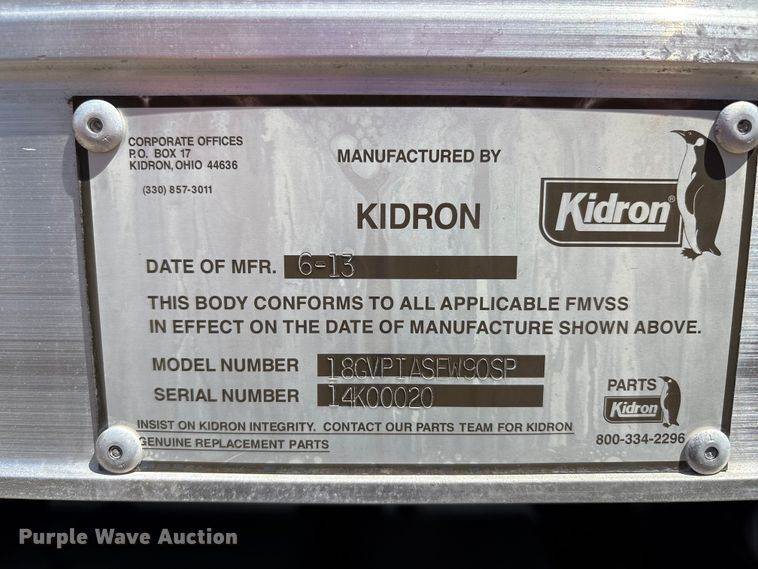 CORPORATE OFFICES
P.O. BOX 17
KIDRON, OHIO 44636
(330) 857-3011
MANUFACTURED BY
KIDRON
Kidron®
DATE OF MFR. 6-13
THIS BODY CONFORMS TO ALL APPLICABLE FMVSS
IN EFFECT ON THE DATE OF MANUFACTURE SHOWN ABOVE.
MODEL NUMBER 18GVPIASFW90SP
SERIAL NUMBER 14K00020
PARTS
Kidron
800-334-2296
INSIST ON KIDRON INTEGRITY. CONTACT OUR PARTS TEAM FOR KIDRON
GENUINE REPLACEMENT PARTS
Purple Wave Auction®